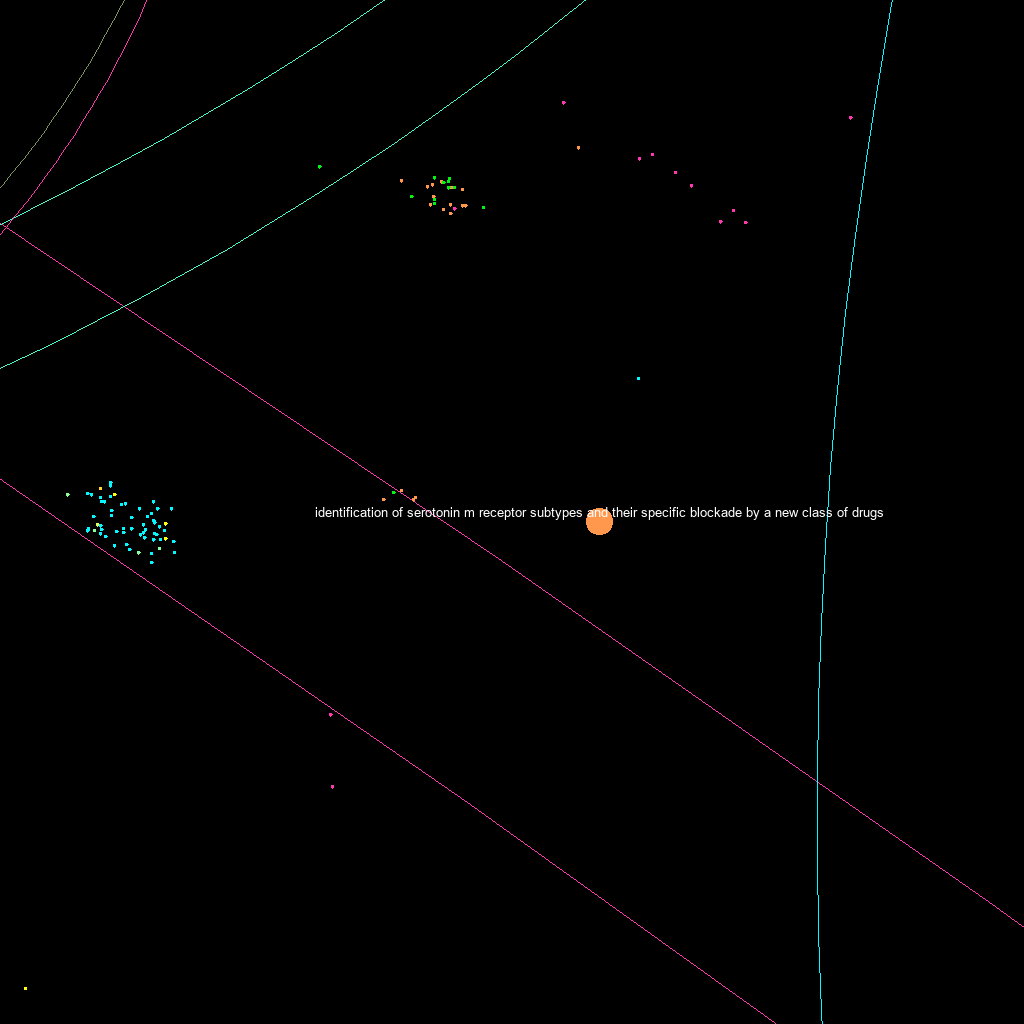 identification of serotonin m receptor subtypes and their specific blockade by a new class of drugs